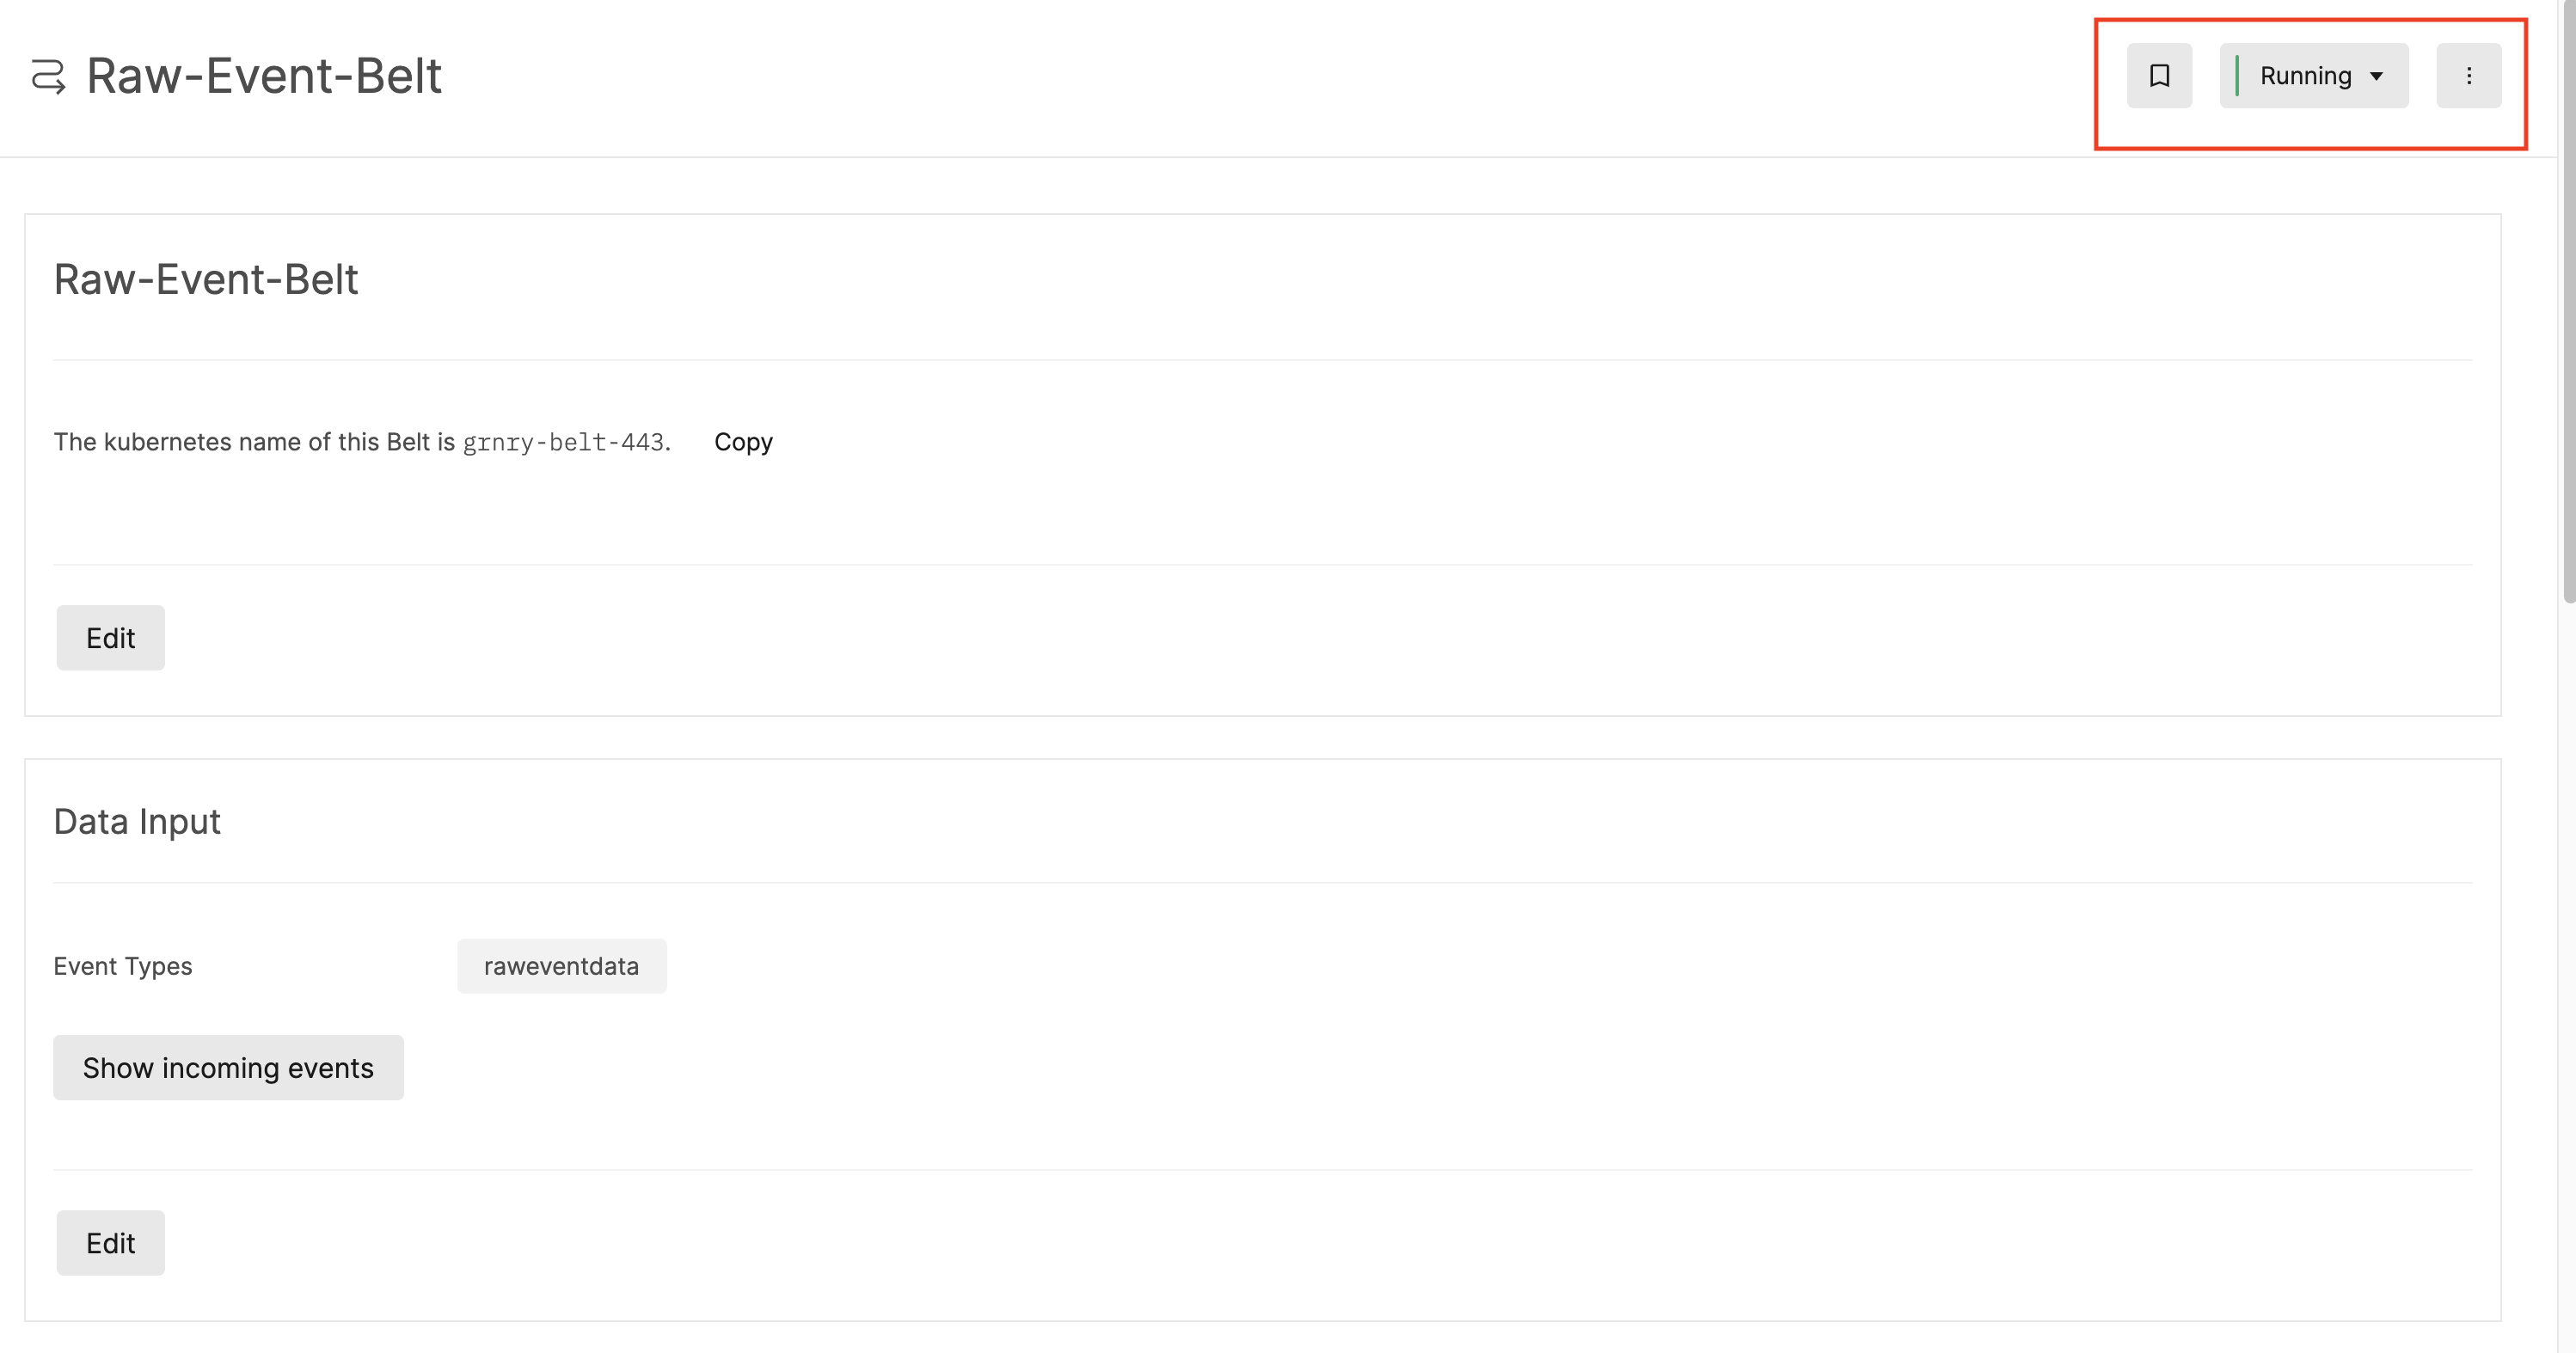 Raw-Event-Belt
Running
Raw-Event-Belt
The kubernetes name of this Belt is grnry-belt-443. Copy
Edit
Data Input
Event Types raweventdata
Show incoming events
Edit